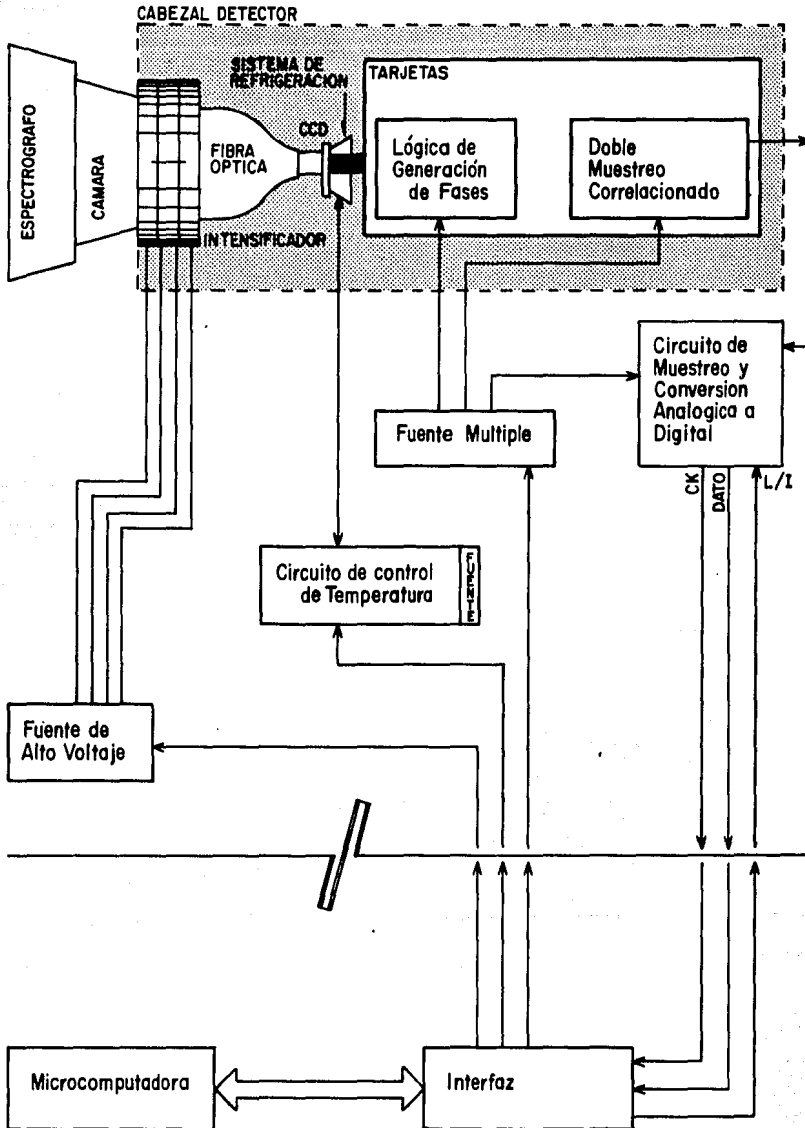 CABEZAL DETECTOR
ESPECTROGRAFO
CAMARA
FIBRA
OPTICA
INTENSIFICADOR
SISTEMA DE
REFRIGERACION
CCD
TARJETAS
Lógica de
Generación
de Fases
Doble
Muestreo
Correlacionado
Circuito de
Muestreo y
Conversion
Analogica a
Digital
Fuente Multiple
CK
DATO
L/I
Circuito de control
de Temperatura
FUENTE
Fuente de
Alto Voltaje
Microcomputadora
Interfaz